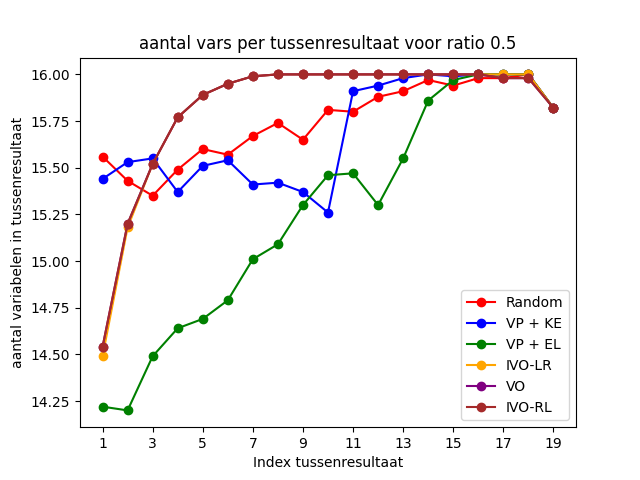 aantal vars per tussenresultaat voor ratio 0.5
aantal variabelen in tussenresultaat
16.00
15.75
15.50
15.25
15.00
14.75
14.50
14.25
Random
VP + KE
VP + EL
IVO-LR
VO
IVO-RL
1 3 5 7 9 11 13 15 17 19
Index tussenresultaat